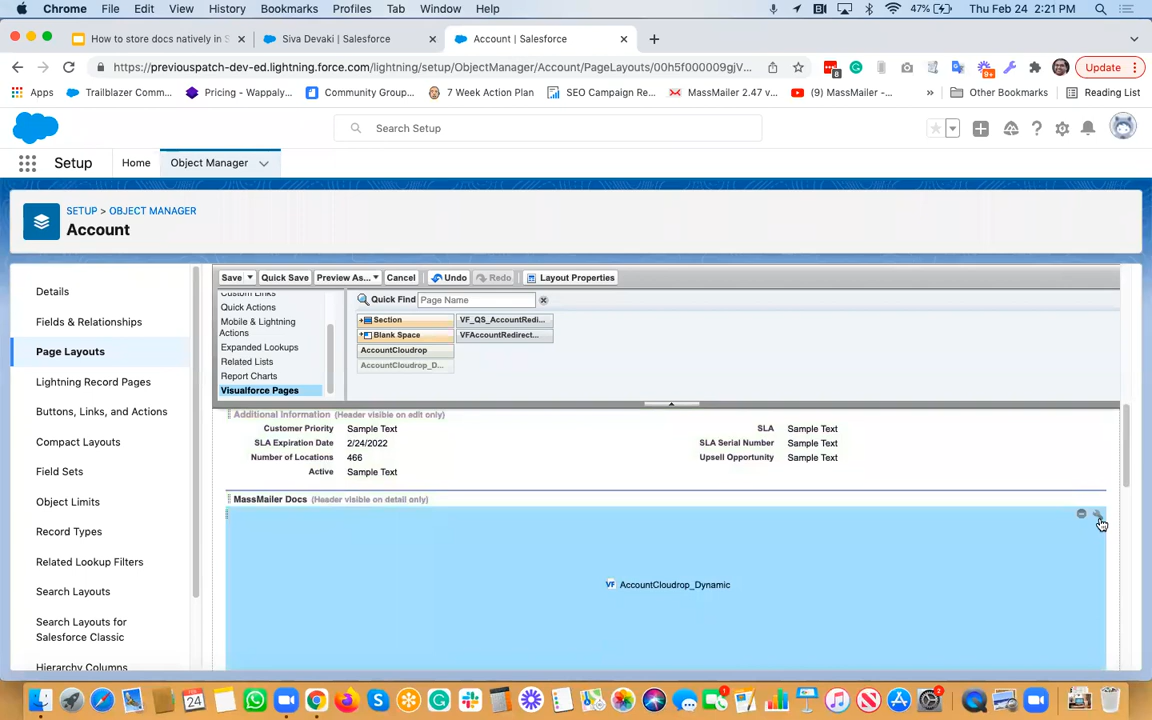 Chrome File Edit View History Bookmarks Profiles Tab Window Help 47% Thu Feb 24 2:21 PM
How to store docs natively in S Siva Devaki | Salesforce Account | Salesforce
https://previouspatch-dev-ed.lightning.force.com/lightning/setup/ObjectManager/Account/PageLayouts/00h5f000009gjV... Update
Apps Trailblazer Comm... Pricing - Wappaly... Community Group... 7 Week Action Plan SEO Campaign Re... MassMailer 2.47 v... (9) MassMailer -... » Other Bookmarks Reading List
Search Setup
Setup Home Object Manager
SETUP > OBJECT MANAGER
Account
Details
Fields & Relationships
Page Layouts
Lightning Record Pages
Buttons, Links, and Actions
Compact Layouts
Field Sets
Object Limits
Record Types
Related Lookup Filters
Search Layouts
Search Layouts for
Salesforce Classic
Hierarchy Columns
Save Quick Save Preview As... Cancel Undo Redo Layout Properties
Custom Links
Quick Actions
Mobile & Lightning
Actions
Expanded Lookups
Related Lists
Report Charts
Visualforce Pages
Quick Find Page Name
Section VF_QS_AccountRedi...
Blank Space VFAccountRedirect...
AccountCloudrop
AccountCloudrop_D...
Additional Information (Header visible on edit only)
Customer Priority Sample Text SLA Sample Text
SLA Expiration Date 2/24/2022 SLA Serial Number Sample Text
Number of Locations 466 Upsell Opportunity Sample Text
Active Sample Text
MassMailer Docs (Header visible on detail only)
VF AccountCloudrop_Dynamic